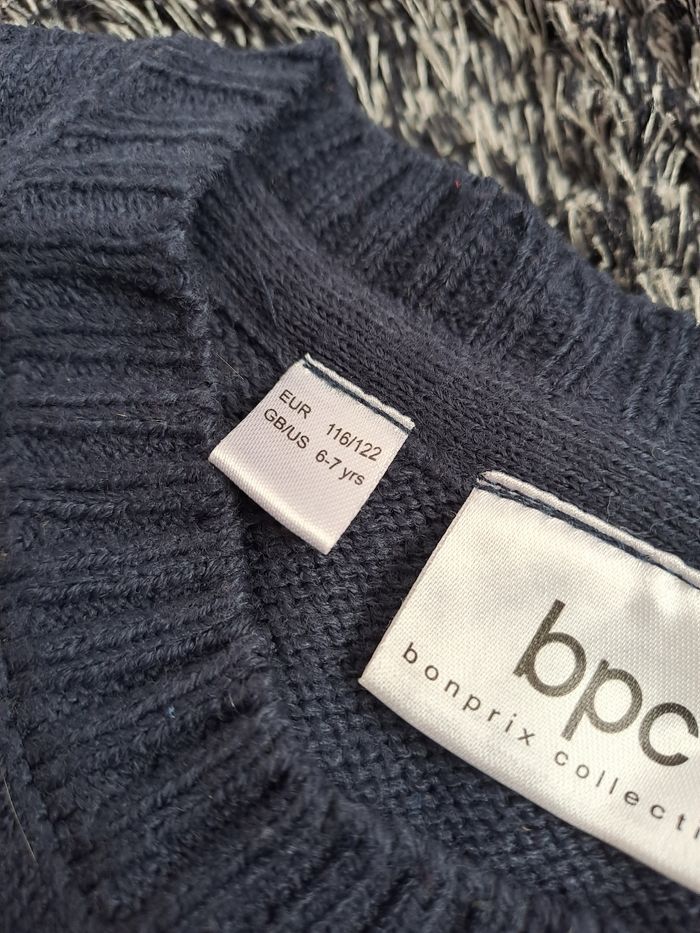 EUR 116/122
GB/US 6-7 yrs
bpc
bonprix collecti